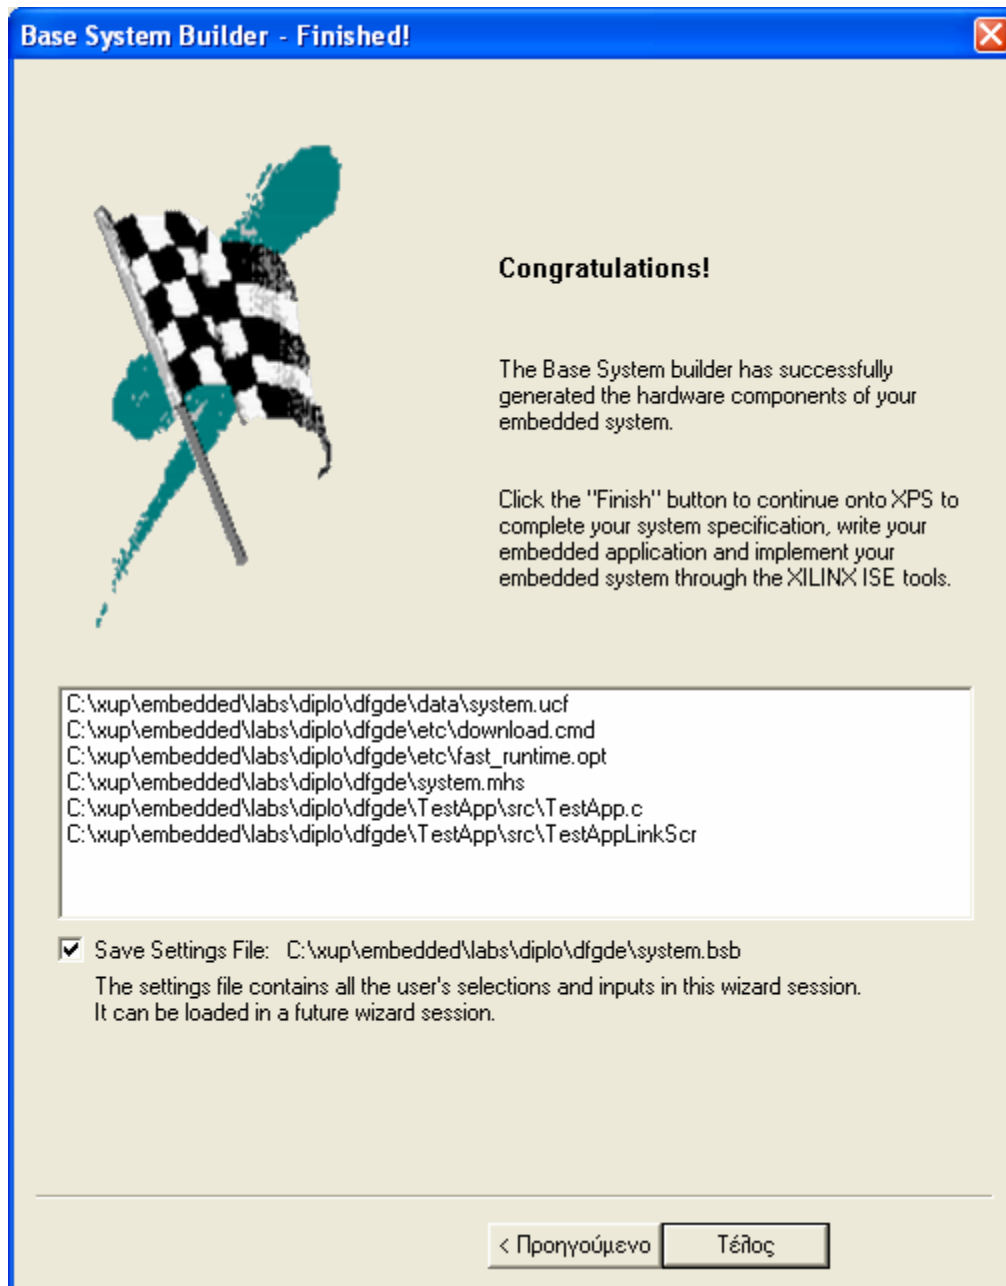 Base System Builder - Finished!
Congratulations!
The Base System builder has successfully
generated the hardware components of your
embedded system.
Click the "Finish" button to continue onto XPS to
complete your system specification, write your
embedded application and implement your
embedded system through the XILINX ISE tools.
C:\xup\embedded\labs\diplo\dfgde\data\system.ucf
C:\xup\embedded\labs\diplo\dfgde\etc\download.cmd
C:\xup\embedded\labs\diplo\dfgde\etc\fast_runtime.opt
C:\xup\embedded\labs\diplo\dfgde\system.mhs
C:\xup\embedded\labs\diplo\dfgde\TestApp\src\TestApp.c
C:\xup\embedded\labs\diplo\dfgde\TestApp\src\TestAppLinkScr
Save Settings File: C:\xup\embedded\labs\diplo\dfgde\system.bsb
The settings file contains all the user's selections and inputs in this wizard session.
It can be loaded in a future wizard session.
< Προηγούμενο Τέλος